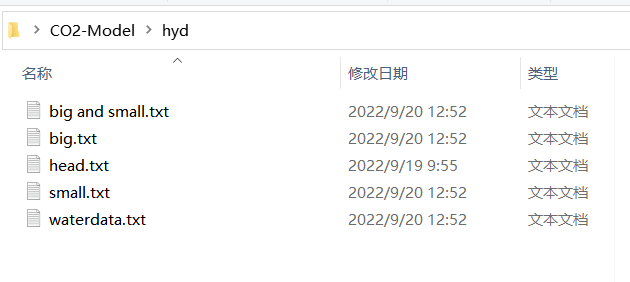 CO2-Model hyd
名称 修改日期 类型
big and small.txt 2022/9/20 12:52 文本文档
big.txt 2022/9/20 12:52 文本文档
head.txt 2022/9/19 9:55 文本文档
small.txt 2022/9/20 12:52 文本文档
waterdata.txt 2022/9/20 12:52 文本文档